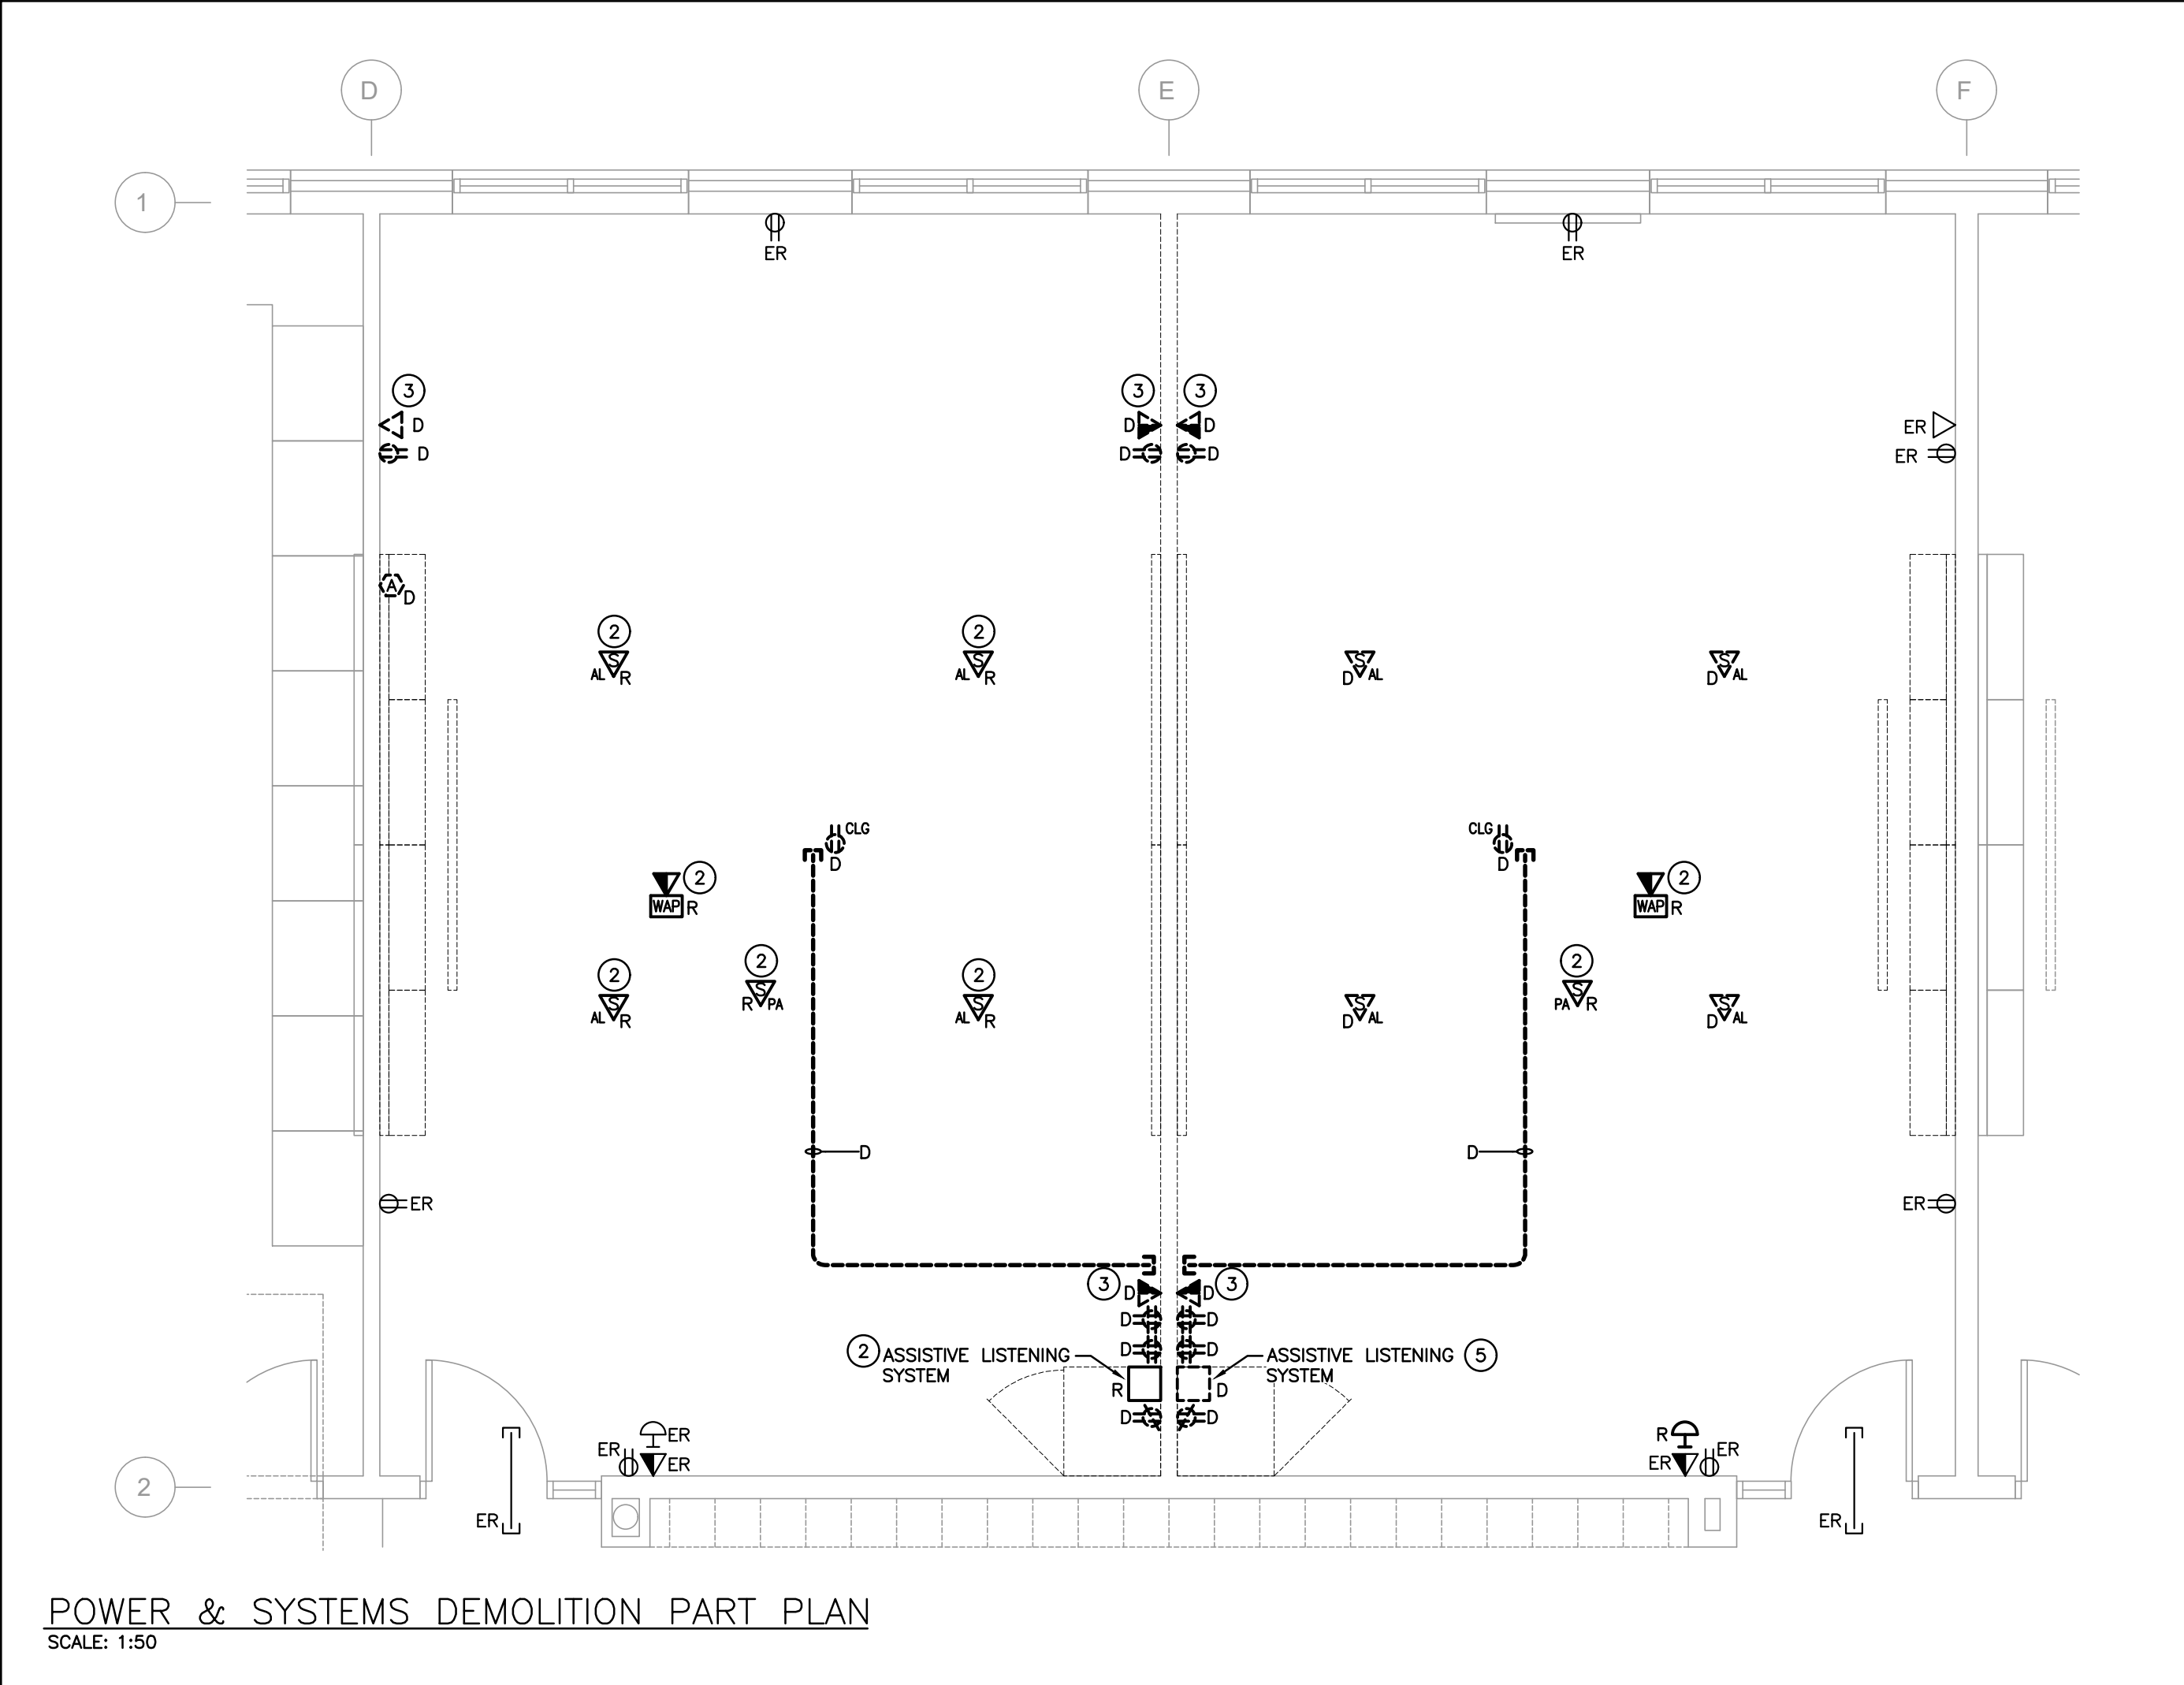 D E F
1
ER ER
3 3 3
D D D ER
D D D ER
A
D
2 2
S S S S
AL R AL R D AL D AL
CLG CLG
D D
2 2
WAP R WAP R
2 2 2 2
S S S S S S
AL R R PA AL R D AL PA R D AL
D D
ER ER
3 3
D D
D D
D D
2 ASSISTIVE LISTENING ASSISTIVE LISTENING 5
SYSTEM SYSTEM
R D
D D
ER R
ER ER
ER ER
2
ER ER
POWER & SYSTEMS DEMOLITION PART PLAN
SCALE: 1:50